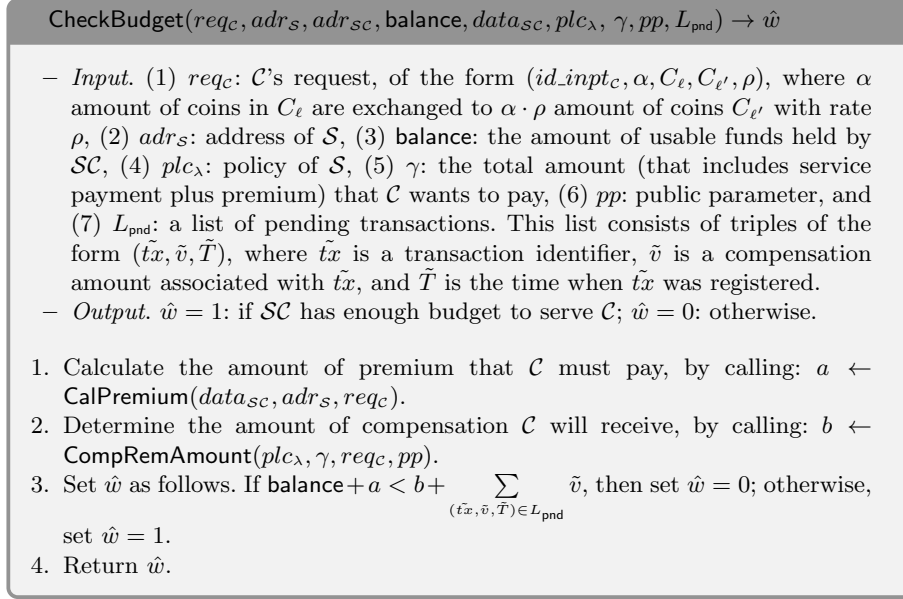 CheckBudget(req_C, adr_S, adr_SC, balance, data_SC, plc_λ, γ, pp, L_pnd) → ŵ
– Input. (1) req_C: C's request, of the form (id_inpt_C, α, C_ℓ, C_ℓ', ρ), where α
amount of coins in C_ℓ are exchanged to α · ρ amount of coins C_ℓ' with rate
ρ, (2) adr_S: address of S, (3) balance: the amount of usable funds held by
SC, (4) plc_λ: policy of S, (5) γ: the total amount (that includes service
payment plus premium) that C wants to pay, (6) pp: public parameter, and
(7) L_pnd: a list of pending transactions. This list consists of triples of the
form (t̃x, ṽ, T̃), where t̃x is a transaction identifier, ṽ is a compensation
amount associated with t̃x, and T̃ is the time when t̃x was registered.
– Output. ŵ = 1: if SC has enough budget to serve C; ŵ = 0: otherwise.
1. Calculate the amount of premium that C must pay, by calling: a ←
CalPremium(data_SC, adr_S, req_C).
2. Determine the amount of compensation C will receive, by calling: b ←
CompRemAmount(plc_λ, γ, req_C, pp).
3. Set ŵ as follows. If balance + a < b + ∑_{(t̃x, ṽ, T̃) ∈ L_pnd} ṽ, then set ŵ = 0; otherwise,
set ŵ = 1.
4. Return ŵ.